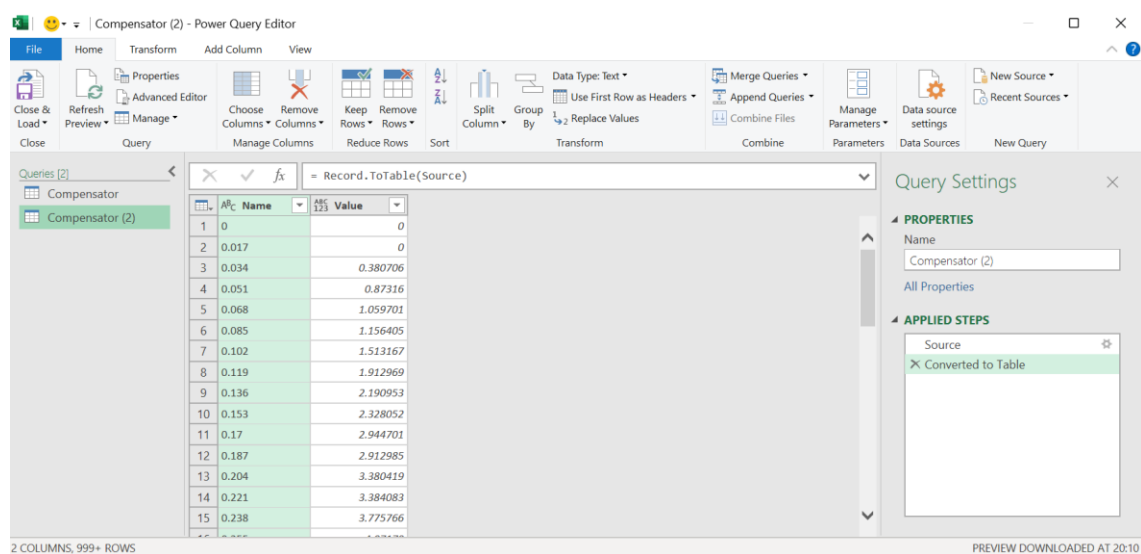 Compensator (2) - Power Query Editor
File Home Transform Add Column View
Close & Load
Refresh Preview
Properties
Advanced Editor
Manage
Choose Columns
Remove Columns
Keep Rows
Remove Rows
Split Column
Group By
Data Type: Text
Use First Row as Headers
Replace Values
Merge Queries
Append Queries
Combine Files
Manage Parameters
Data source settings
New Source
Recent Sources
Close Query Manage Columns Reduce Rows Sort Transform Combine Parameters Data Sources New Query
Queries [2]
Compensator
Compensator (2)
fx = Record.ToTable(Source)
ABC Name ABC 123 Value
1 0 0
2 0.017 0
3 0.034 0.380706
4 0.051 0.87316
5 0.068 1.059701
6 0.085 1.156405
7 0.102 1.513167
8 0.119 1.912969
9 0.136 2.190953
10 0.153 2.328052
11 0.17 2.944701
12 0.187 2.912985
13 0.204 3.380419
14 0.221 3.384083
15 0.238 3.775766
Query Settings
PROPERTIES
Name
Compensator (2)
All Properties
APPLIED STEPS
Source
Converted to Table
2 COLUMNS, 999+ ROWS
PREVIEW DOWNLOADED AT 20:10